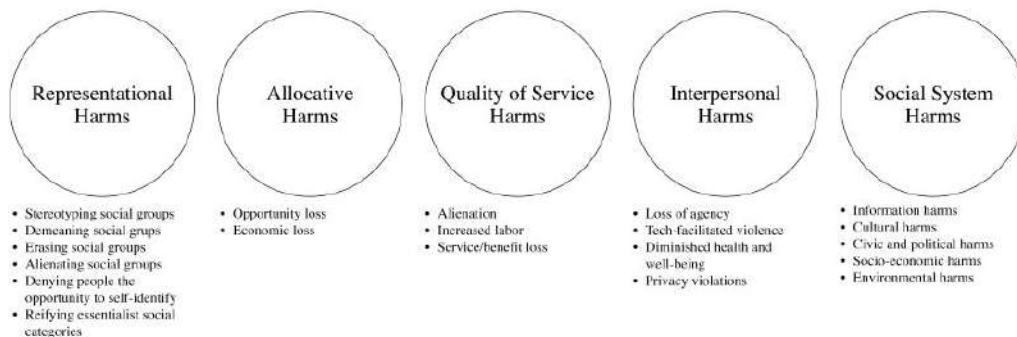 Representational
Harms
Allocative
Harms
Quality of Service
Harms
Interpersonal
Harms
Social System
Harms
• Stereotyping social groups
• Demeaning social grups
• Erasing social groups
• Alienating social groups
• Denying people the
opportunity to self-identify
• Reifying essentialist social
categories
• Opportunity loss
• Economic loss
• Alienation
• Increased labor
• Service/benefit loss
• Loss of agency
• Tech-facilitated violence
• Diminished health and
well-being
• Privacy violations
• Information harms
• Cultural harms
• Civic and political harms
• Socio-economic harms
• Environmental harms